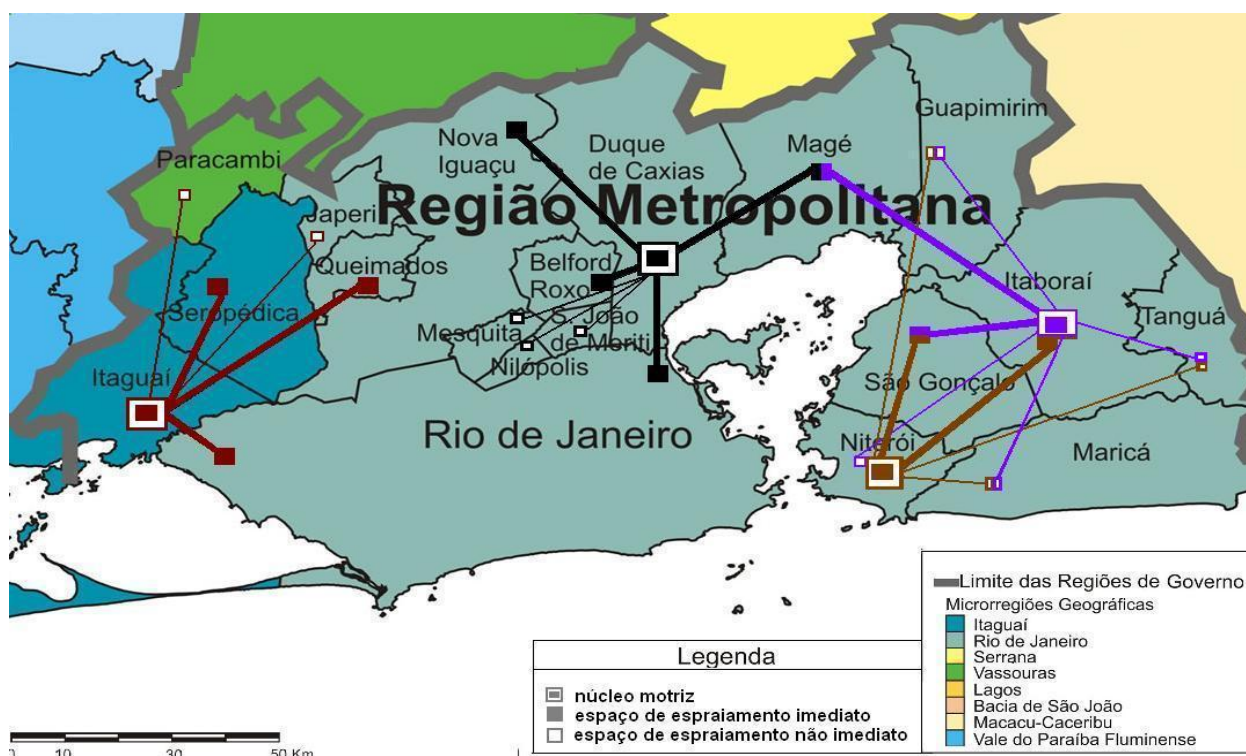 Guapimirim
Nova
Iguaçu
Duque
de Caxias
Magé
Paracambi
Região Metropolitana
Japeri
Queimados
Belford
Roxo
Itaboraí
Seropédica
Tanguá
S. João
de Meriti
Mesquita
Nilópolis
Itaguaí
São Gonçalo
Rio de Janeiro
Niterói
Maricá
Limite das Regiões de Governo
Microrregiões Geográficas
Itaguaí
Rio de Janeiro
Serrana
Vassouras
Lagos
Bacia de São João
Macacu-Caceribu
Vale do Paraíba Fluminense
Legenda
núcleo motriz
espaço de espraiamento imediato
espaço de espraiamento não imediato
0 10 30 50 Km